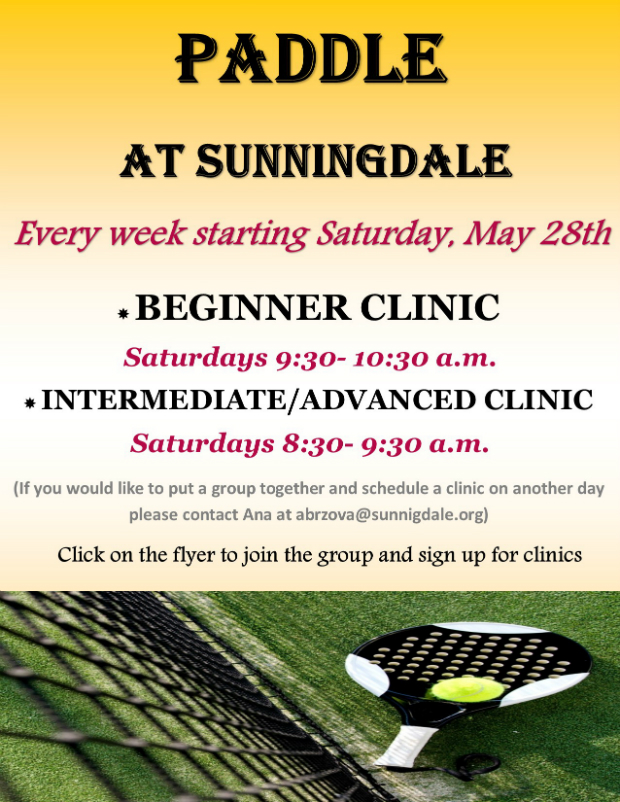 PADDLE
AT SUNNINGDALE
Every week starting Saturday, May 28th
* BEGINNER CLINIC
Saturdays 9:30- 10:30 a.m.
* INTERMEDIATE/ADVANCED CLINIC
Saturdays 8:30- 9:30 a.m.
(If you would like to put a group together and schedule a clinic on another day
please contact Ana at abrzova@sunnigdale.org)
Click on the flyer to join the group and sign up for clinics